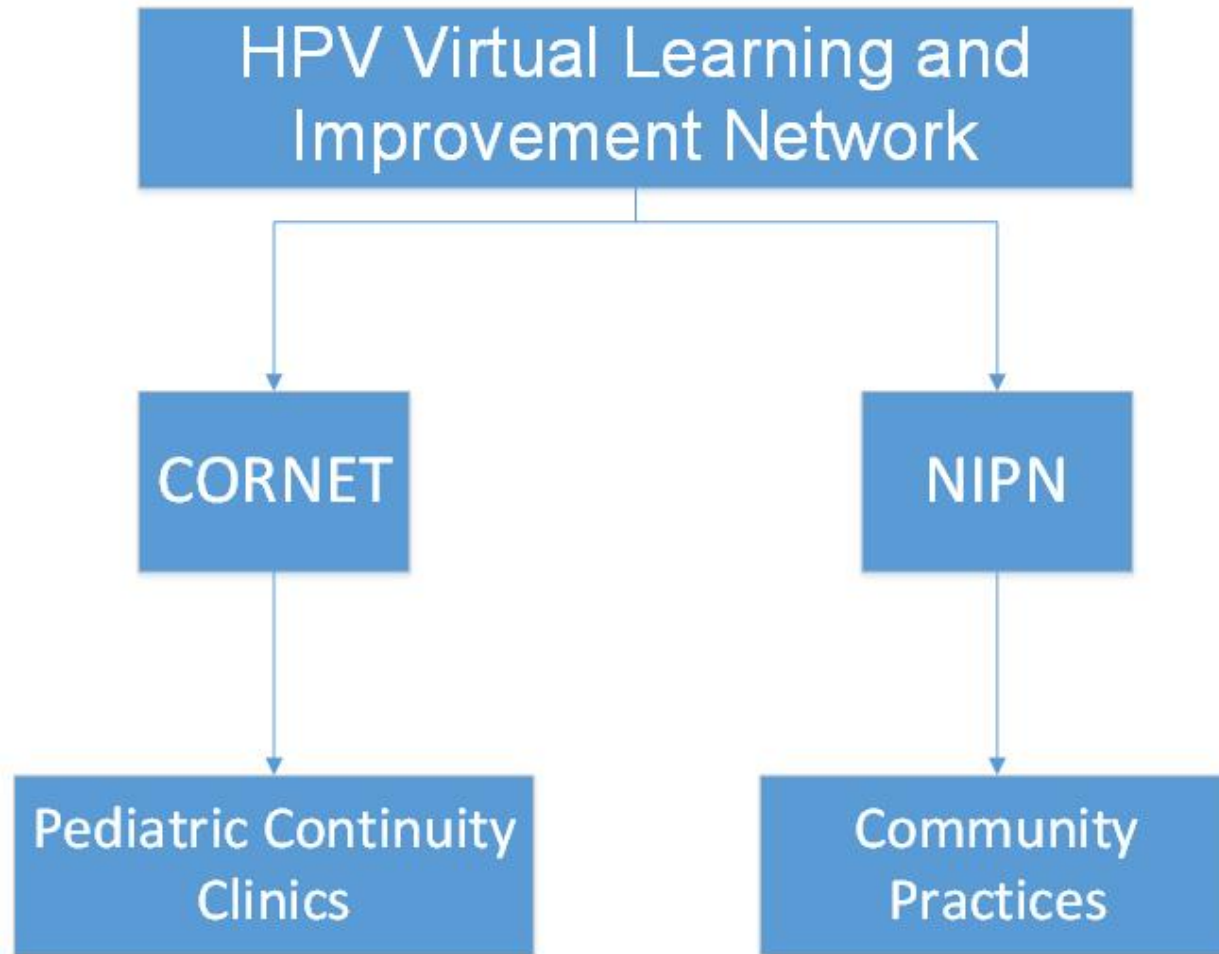 HPV Virtual Learning and
Improvement Network
CORNET
NIPN
Pediatric Continuity
Clinics
Community
Practices